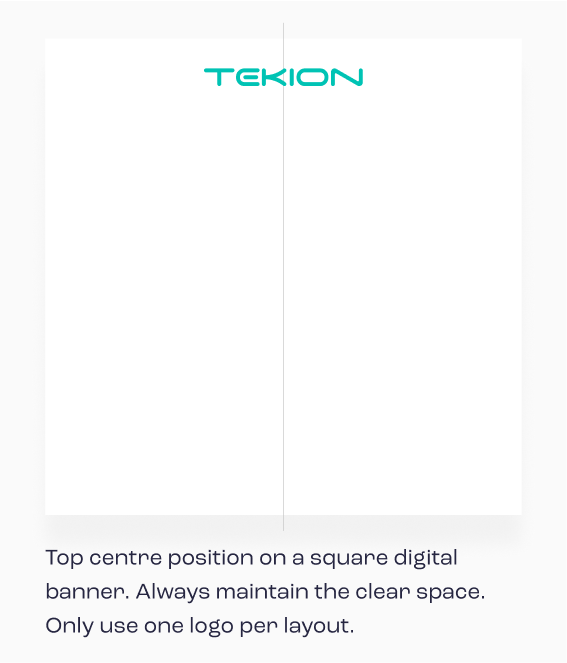 TEKION
Top centre position on a square digital
banner. Always maintain the clear space.
Only use one logo per layout.